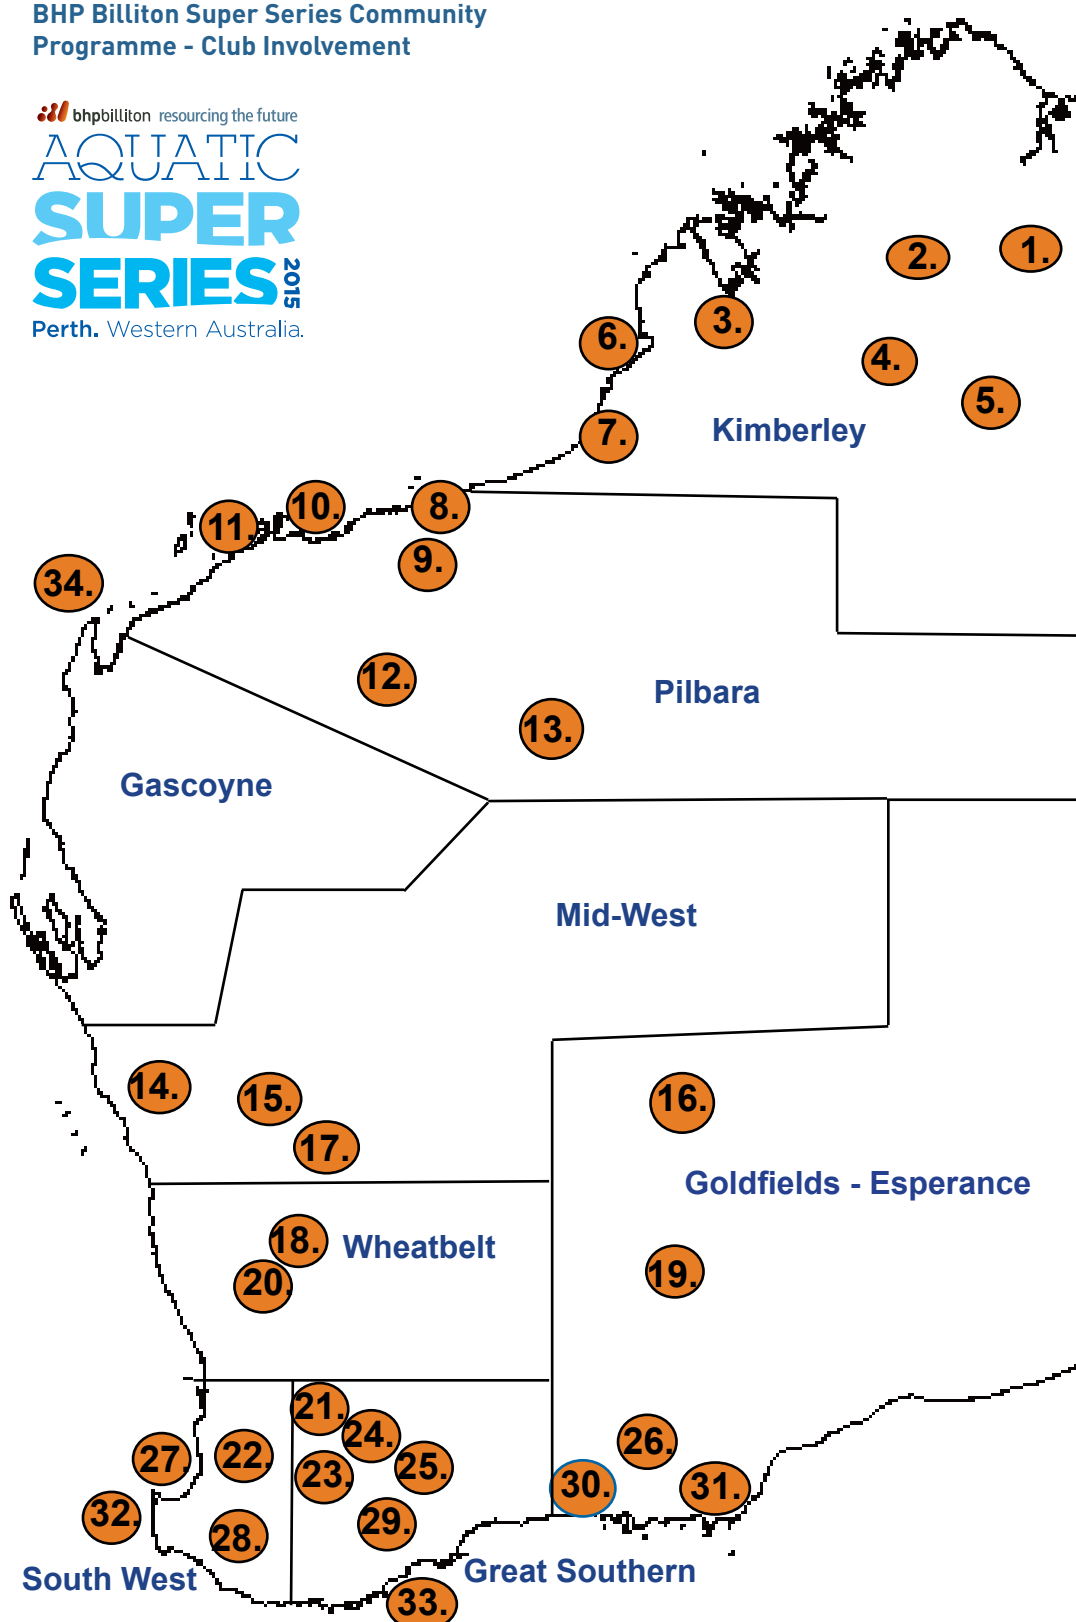 BHP Billiton Super Series Community
Programme - Club Involvement
bhpbilliton resourcing the future
AQUATIC
SUPER
SERIES 2015
Perth. Western Australia.
1.
2.
3.
6.
4.
5.
7.
Kimberley
8.
10.
11.
9.
34.
12.
Pilbara
13.
Gascoyne
Mid-West
14.
15.
16.
17.
Goldfields - Esperance
18.
Wheatbelt
19.
20.
21.
24.
26.
27.
22.
23.
25.
30.
31.
32.
28.
29.
South West
Great Southern
33.